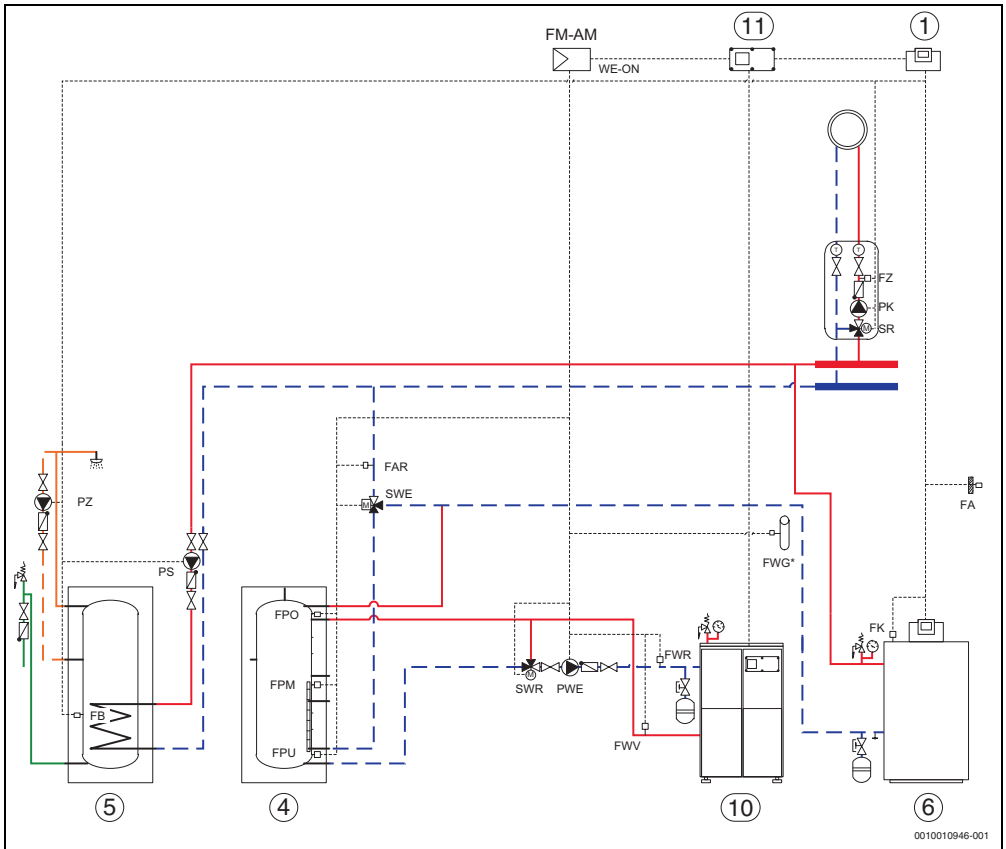 11
1
FM-AM
WE-ON
T
T
FZ
PK
M
SR
FAR
SWE
M
PZ
FA
PS
FWG*
FPO
FK
FWR
FPM
SWR
PWE
M
FB
FPU
FWV
5
4
10
6
0010010946-001